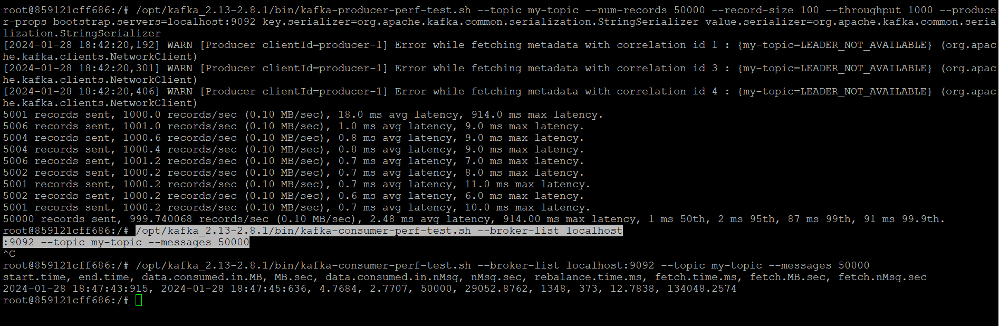 root@859121cff686:/# /opt/kafka_2.13-2.8.1/bin/kafka-producer-perf-test.sh --topic my-topic --num-records 50000 --record-size 100 --throughput 1000 --produce
r-props bootstrap.servers=localhost:9092 key.serializer=org.apache.kafka.common.serialization.StringSerializer value.serializer=org.apache.kafka.common.seria
lization.StringSerializer
[2024-01-28 18:42:20,192] WARN [Producer clientId=producer-1] Error while fetching metadata with correlation id 1 : {my-topic=LEADER_NOT_AVAILABLE} (org.apac
he.kafka.clients.NetworkClient)
[2024-01-28 18:42:20,301] WARN [Producer clientId=producer-1] Error while fetching metadata with correlation id 3 : {my-topic=LEADER_NOT_AVAILABLE} (org.apac
he.kafka.clients.NetworkClient)
[2024-01-28 18:42:20,406] WARN [Producer clientId=producer-1] Error while fetching metadata with correlation id 4 : {my-topic=LEADER_NOT_AVAILABLE} (org.apac
he.kafka.clients.NetworkClient)
5001 records sent, 1000.0 records/sec (0.10 MB/sec), 18.0 ms avg latency, 914.0 ms max latency.
5006 records sent, 1001.0 records/sec (0.10 MB/sec), 1.0 ms avg latency, 9.0 ms max latency.
5004 records sent, 1000.6 records/sec (0.10 MB/sec), 0.8 ms avg latency, 9.0 ms max latency.
5004 records sent, 1000.4 records/sec (0.10 MB/sec), 0.8 ms avg latency, 9.0 ms max latency.
5006 records sent, 1001.2 records/sec (0.10 MB/sec), 0.7 ms avg latency, 7.0 ms max latency.
5002 records sent, 1000.2 records/sec (0.10 MB/sec), 0.7 ms avg latency, 8.0 ms max latency.
5001 records sent, 1000.2 records/sec (0.10 MB/sec), 0.7 ms avg latency, 11.0 ms max latency.
5002 records sent, 1000.2 records/sec (0.10 MB/sec), 0.6 ms avg latency, 6.0 ms max latency.
5001 records sent, 1000.2 records/sec (0.10 MB/sec), 0.7 ms avg latency, 10.0 ms max latency.
50000 records sent, 999.740068 records/sec (0.10 MB/sec), 2.48 ms avg latency, 914.00 ms max latency, 1 ms 50th, 2 ms 95th, 87 ms 99th, 91 ms 99.9th.
root@859121cff686:/# /opt/kafka_2.13-2.8.1/bin/kafka-consumer-perf-test.sh --broker-list localhost
:9092 --topic my-topic --messages 50000
^C
root@859121cff686:/# /opt/kafka_2.13-2.8.1/bin/kafka-consumer-perf-test.sh --broker-list localhost:9092 --topic my-topic --messages 50000
start.time, end.time, data.consumed.in.MB, MB.sec, data.consumed.in.nMsg, nMsg.sec, rebalance.time.ms, fetch.time.ms, fetch.MB.sec, fetch.nMsg.sec
2024-01-28 18:47:43:915, 2024-01-28 18:47:45:636, 4.7684, 2.7707, 50000, 29052.8762, 1348, 373, 12.7838, 134048.2574
root@859121cff686:/#